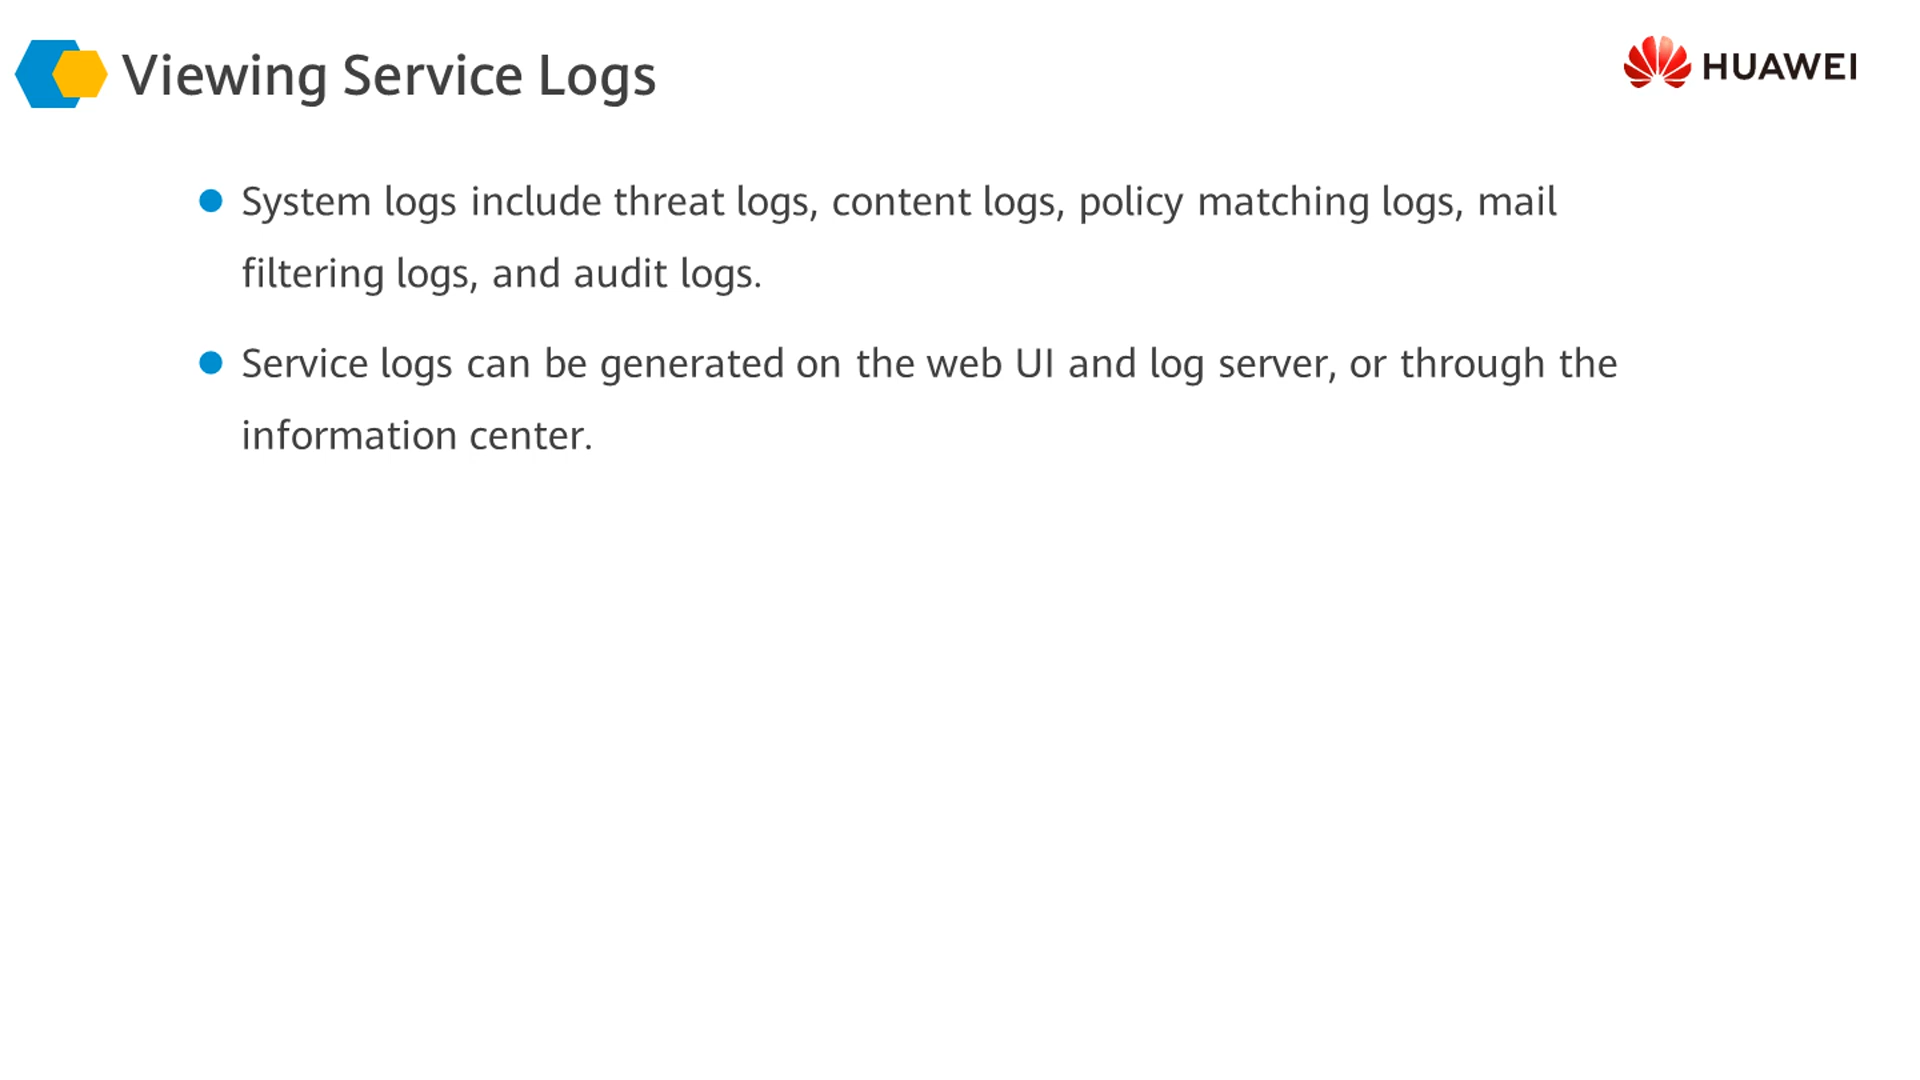 Viewing Service Logs
HUAWEI
System logs include threat logs, content logs, policy matching logs, mail
filtering logs, and audit logs.
Service logs can be generated on the web UI and log server, or through the
information center.